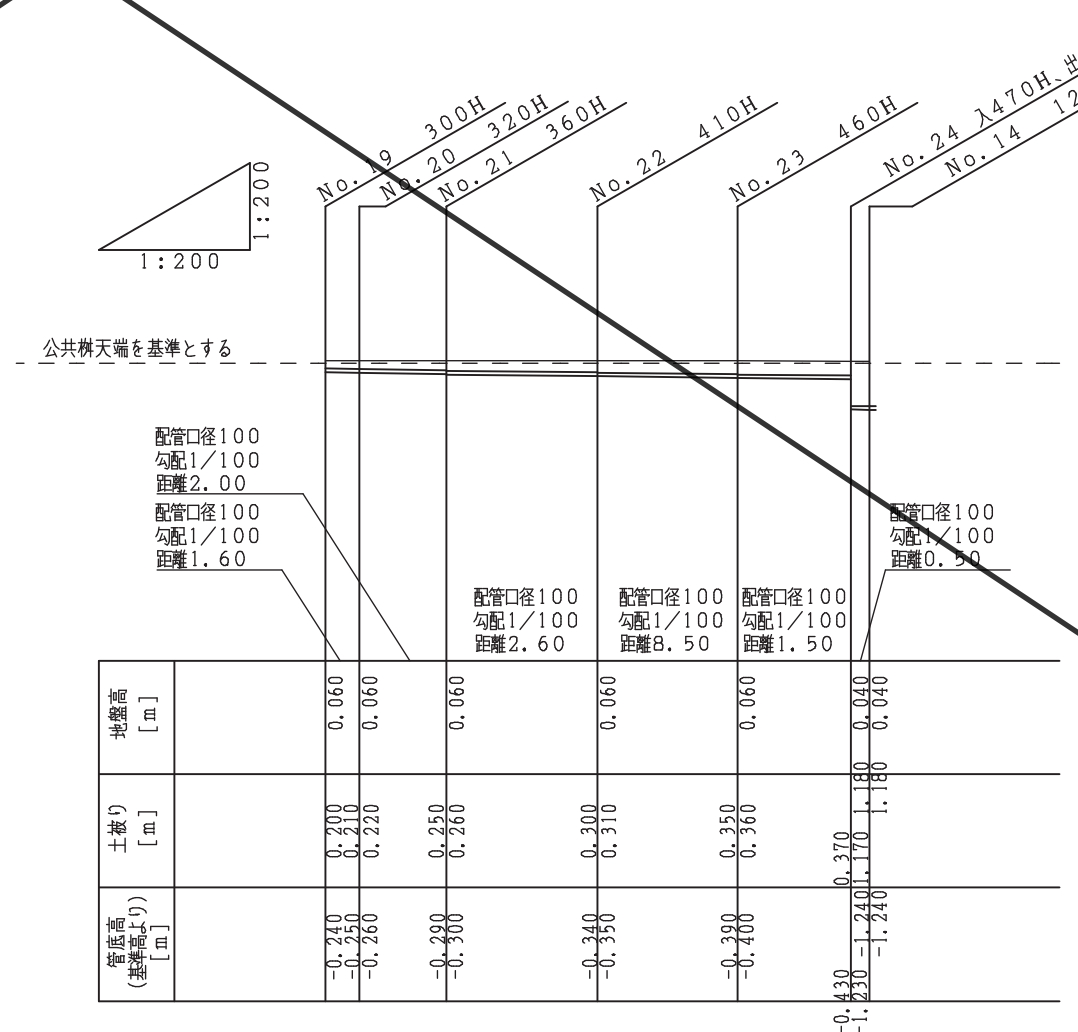 No.19 300H
No.20 320H
No.21 360H
No.22 410H
No.23 460H
No.24 入470H、出
No.14 12
1:200
1:200
公共桝天端を基準とする
配管口径100
勾配1/100
距離2.00
配管口径100
勾配1/100
距離1.60
配管口径100
勾配1/100
距離2.60
配管口径100
勾配1/100
距離8.50
配管口径100
勾配1/100
距離1.50
配管口径100
勾配1/100
距離0.50
地盤高
[m]
0.060
0.060
0.060
0.060
0.060
0.040
0.040
土被り
[m]
0.200
0.210
0.220
0.250
0.260
0.300
0.310
0.350
0.360
0.370
1.170
1.180
1.180
管底高
(基準高より)
[m]
-0.240
-0.250
-0.260
-0.290
-0.300
-0.340
-0.350
-0.390
-0.400
-0.430
-1.230
-1.240
-1.240